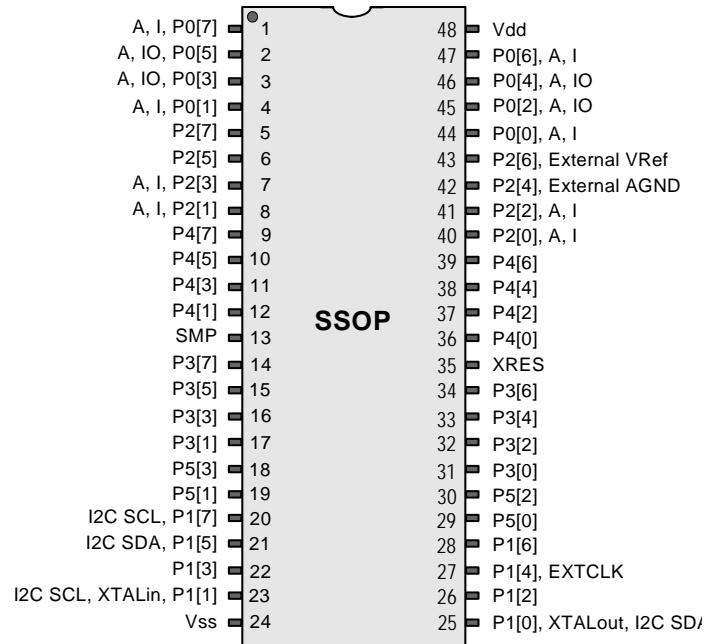 A, I, P0[7] 1
A, IO, P0[5] 2
A, IO, P0[3] 3
A, I, P0[1] 4
P2[7] 5
P2[5] 6
A, I, P2[3] 7
A, I, P2[1] 8
P4[7] 9
P4[5] 10
P4[3] 11
P4[1] 12
SMP 13
P3[7] 14
P3[5] 15
P3[3] 16
P3[1] 17
P5[3] 18
P5[1] 19
I2C SCL, P1[7] 20
I2C SDA, P1[5] 21
P1[3] 22
I2C SCL, XTALin, P1[1] 23
Vss 24
SSOP
48 Vdd
47 P0[6], A, I
46 P0[4], A, IO
45 P0[2], A, IO
44 P0[0], A, I
43 P2[6], External VRef
42 P2[4], External AGND
41 P2[2], A, I
40 P2[0], A, I
39 P4[6]
38 P4[4]
37 P4[2]
36 P4[0]
35 XRES
34 P3[6]
33 P3[4]
32 P3[2]
31 P3[0]
30 P5[2]
29 P5[0]
28 P1[6]
27 P1[4], EXTCLK
26 P1[2]
25 P1[0], XTALout, I2C SDA